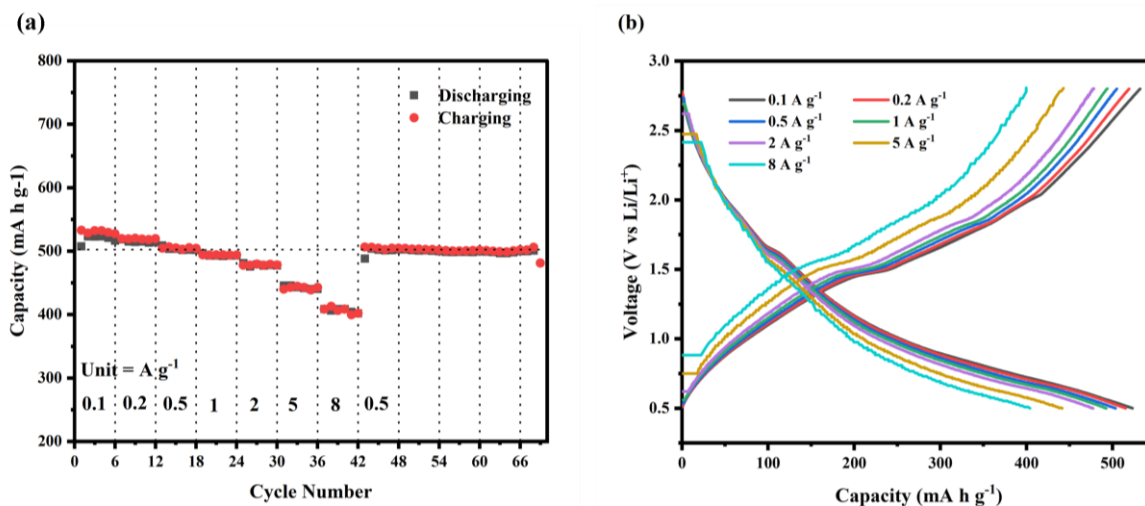 (a)
800
700
600
500
400
300
200
Capacity (mA h g-1)
Discharging
Charging
Unit = A g⁻¹
0.1 0.2 0.5 1 2 5 8 0.5
0 6 12 18 24 30 36 42 48 54 60 66
Cycle Number
(b)
3.0
2.5
2.0
1.5
1.0
0.5
Voltage (V vs Li/Li⁺)
0.1 A g⁻¹ 0.2 A g⁻¹
0.5 A g⁻¹ 1 A g⁻¹
2 A g⁻¹ 5 A g⁻¹
8 A g⁻¹
0 100 200 300 400 500
Capacity (mA h g⁻¹)